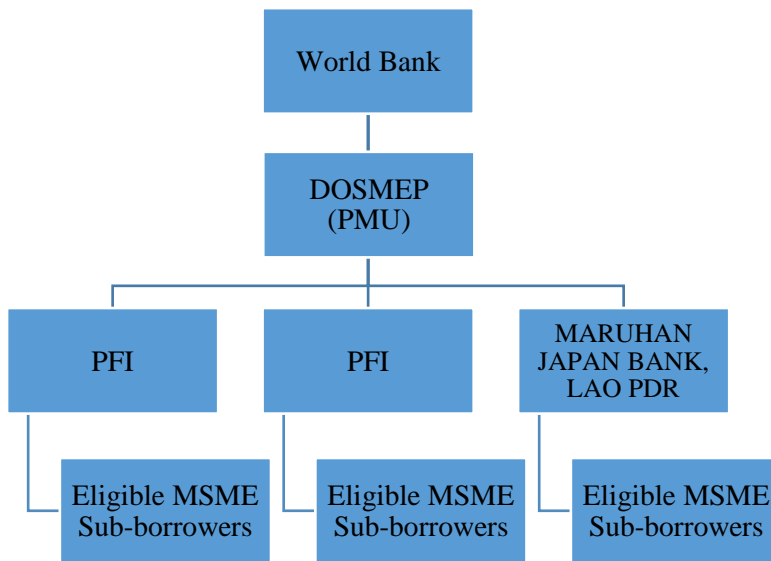 World Bank
DOSMEP
(PMU)
PFI
PFI
MARUHAN
JAPAN BANK,
LAO PDR
Eligible MSME
Sub-borrowers
Eligible MSME
Sub-borrowers
Eligible MSME
Sub-borrowers